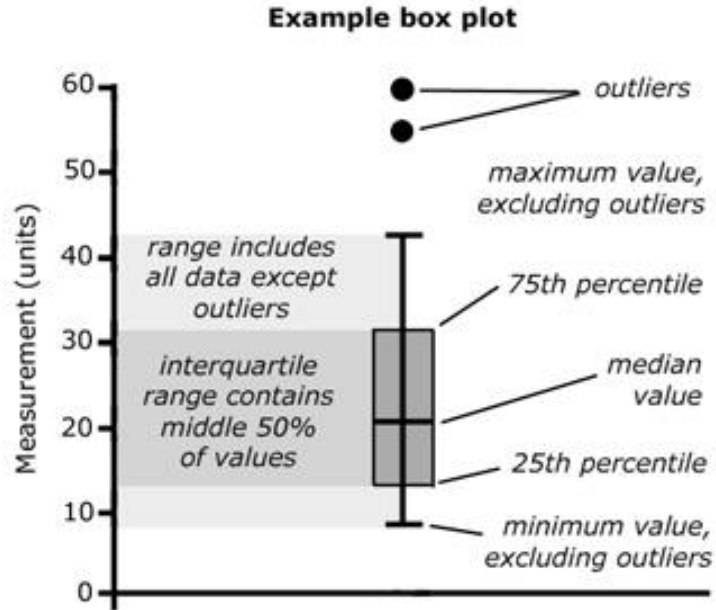 Example box plot
60
outliers
50
maximum value,
excluding outliers
Measurement (units)
40
range includes
all data except
outliers
75th percentile
30
interquartile
range contains
middle 50%
of values
median
value
20
25th percentile
10
minimum value,
excluding outliers
0